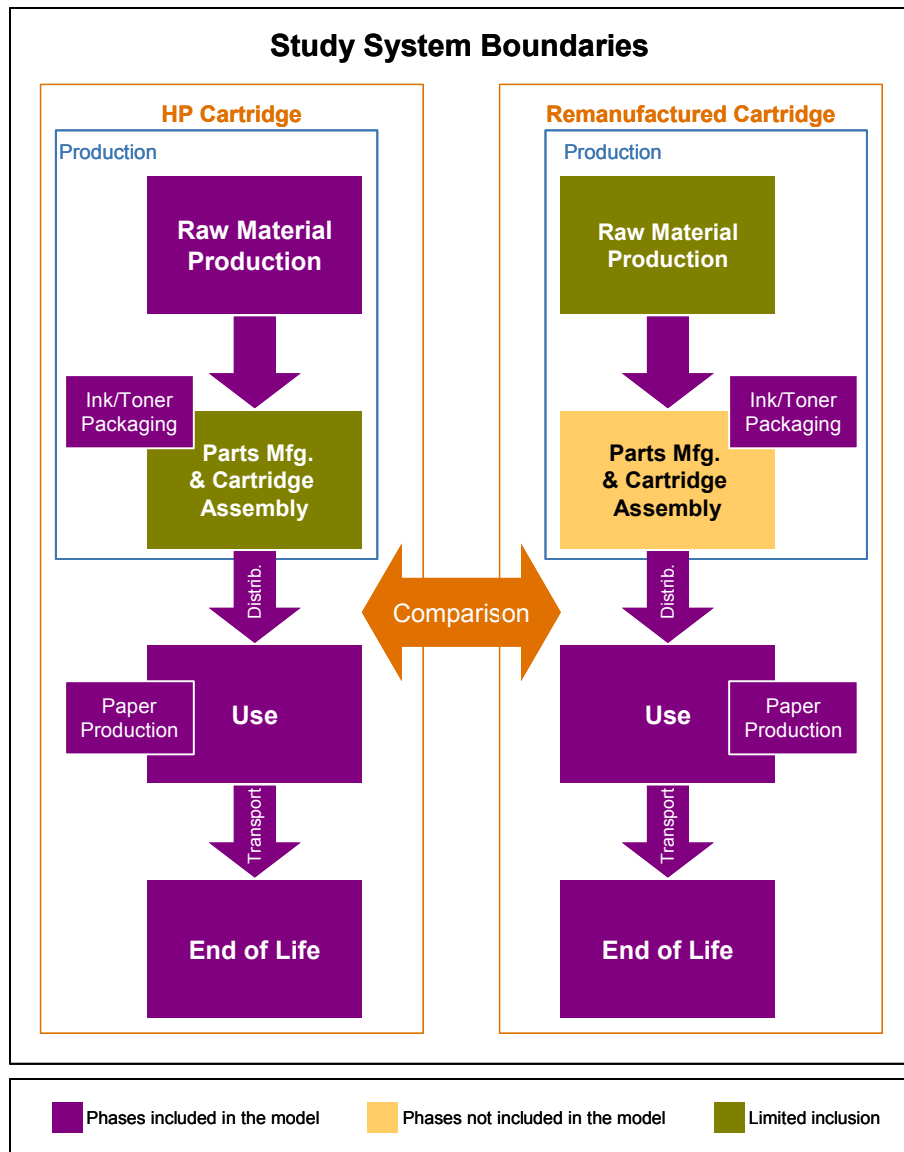 Study System Boundaries
HP Cartridge
Production
Raw Material
Production
Ink/Toner
Packaging
Parts Mfg.
& Cartridge
Assembly
Distrib.
Use
Paper
Production
Transport
End of Life
Comparison
Remanufactured Cartridge
Production
Raw Material
Production
Ink/Toner
Packaging
Parts Mfg.
& Cartridge
Assembly
Distrib.
Use
Paper
Production
Transport
End of Life
Phases included in the model
Phases not included in the model
Limited inclusion